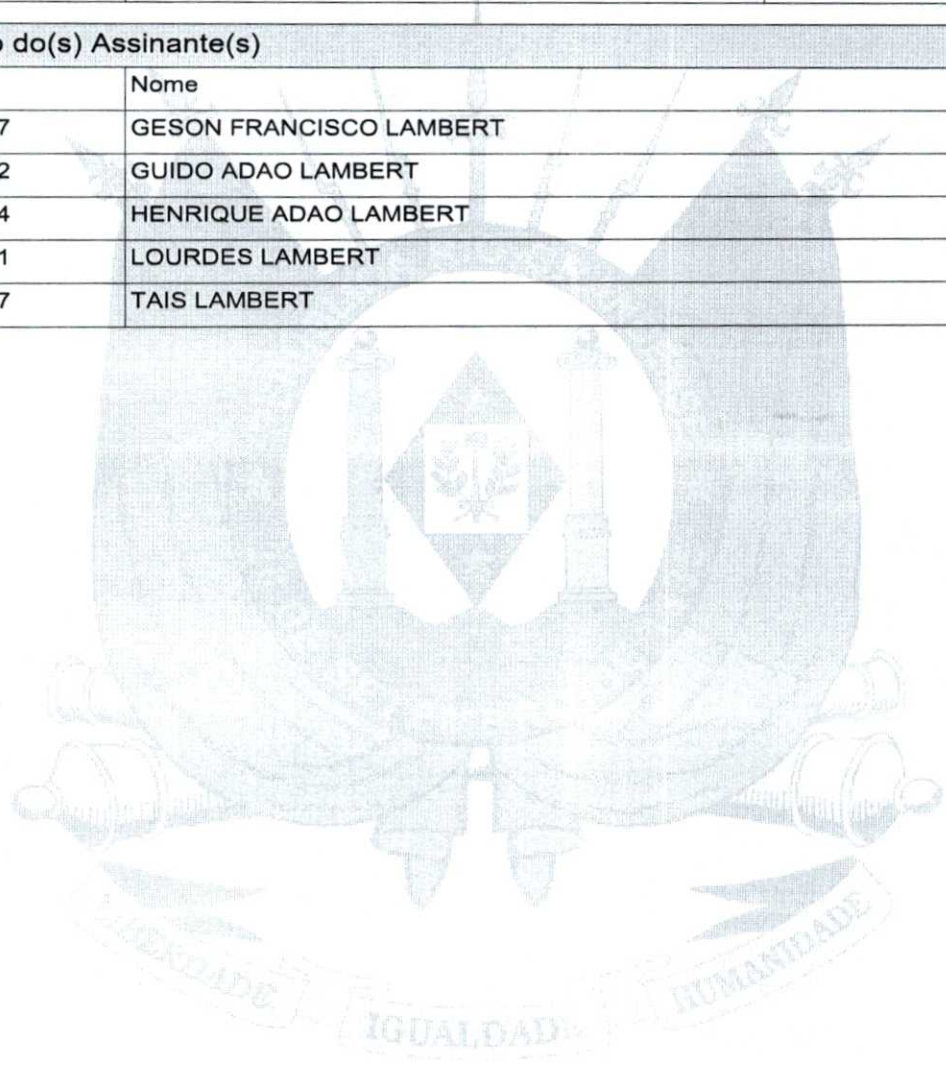 do(s) Assinante(s)
Nome
7 GESON FRANCISCO LAMBERT
2 GUIDO ADAO LAMBERT
4 HENRIQUE ADAO LAMBERT
1 LOURDES LAMBERT
7 TAIS LAMBERT
LIBERDADE
IGUALDADE
HUMANIDADE